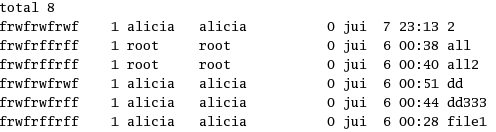 total 8
frwfrwfrwf 1 alicia alicia 0 jui 7 23:13 2
frwfrffrff 1 root root 0 jui 6 00:38 all
frwfrffrff 1 root root 0 jui 6 00:40 all2
frwfrwfrwf 1 alicia alicia 0 jui 6 00:51 dd
frwfrffrff 1 alicia alicia 0 jui 6 00:44 dd333
frwfrffrff 1 alicia alicia 0 jui 6 00:28 file1